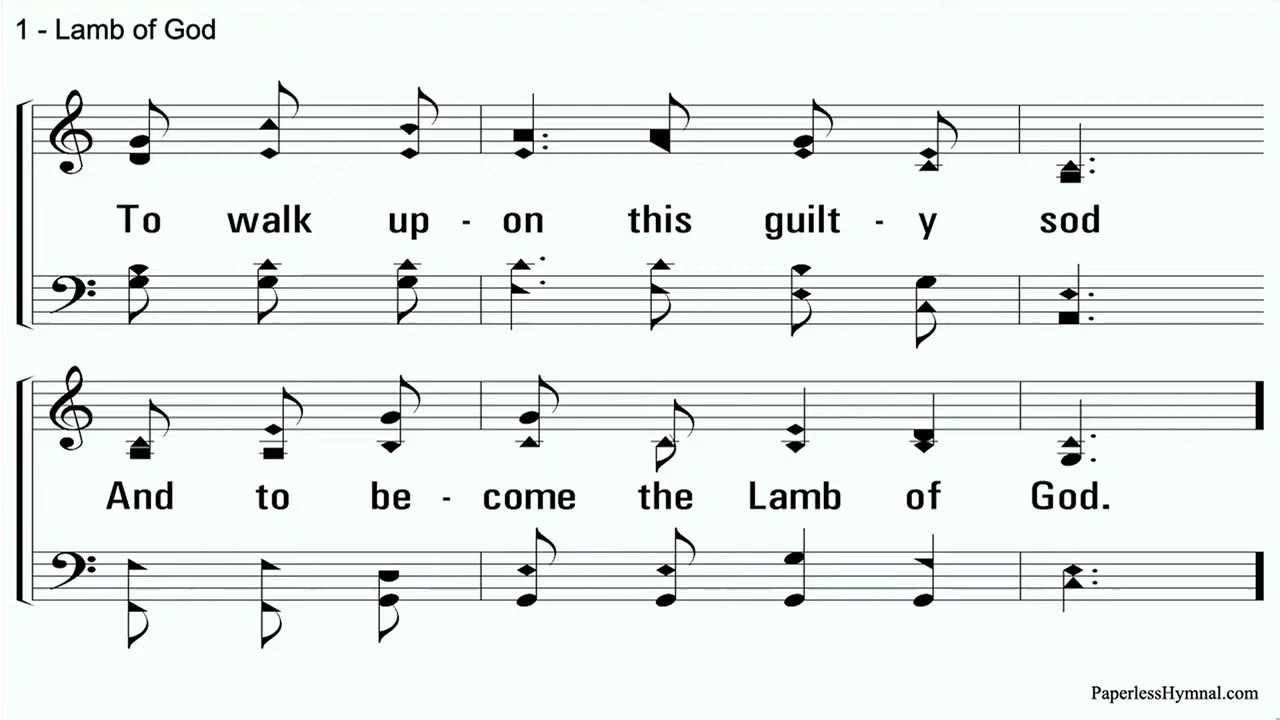 1 - Lamb of God
To walk up - on this guilt - y sod
And to be - come the Lamb of God.
PaperlessHymnal.com